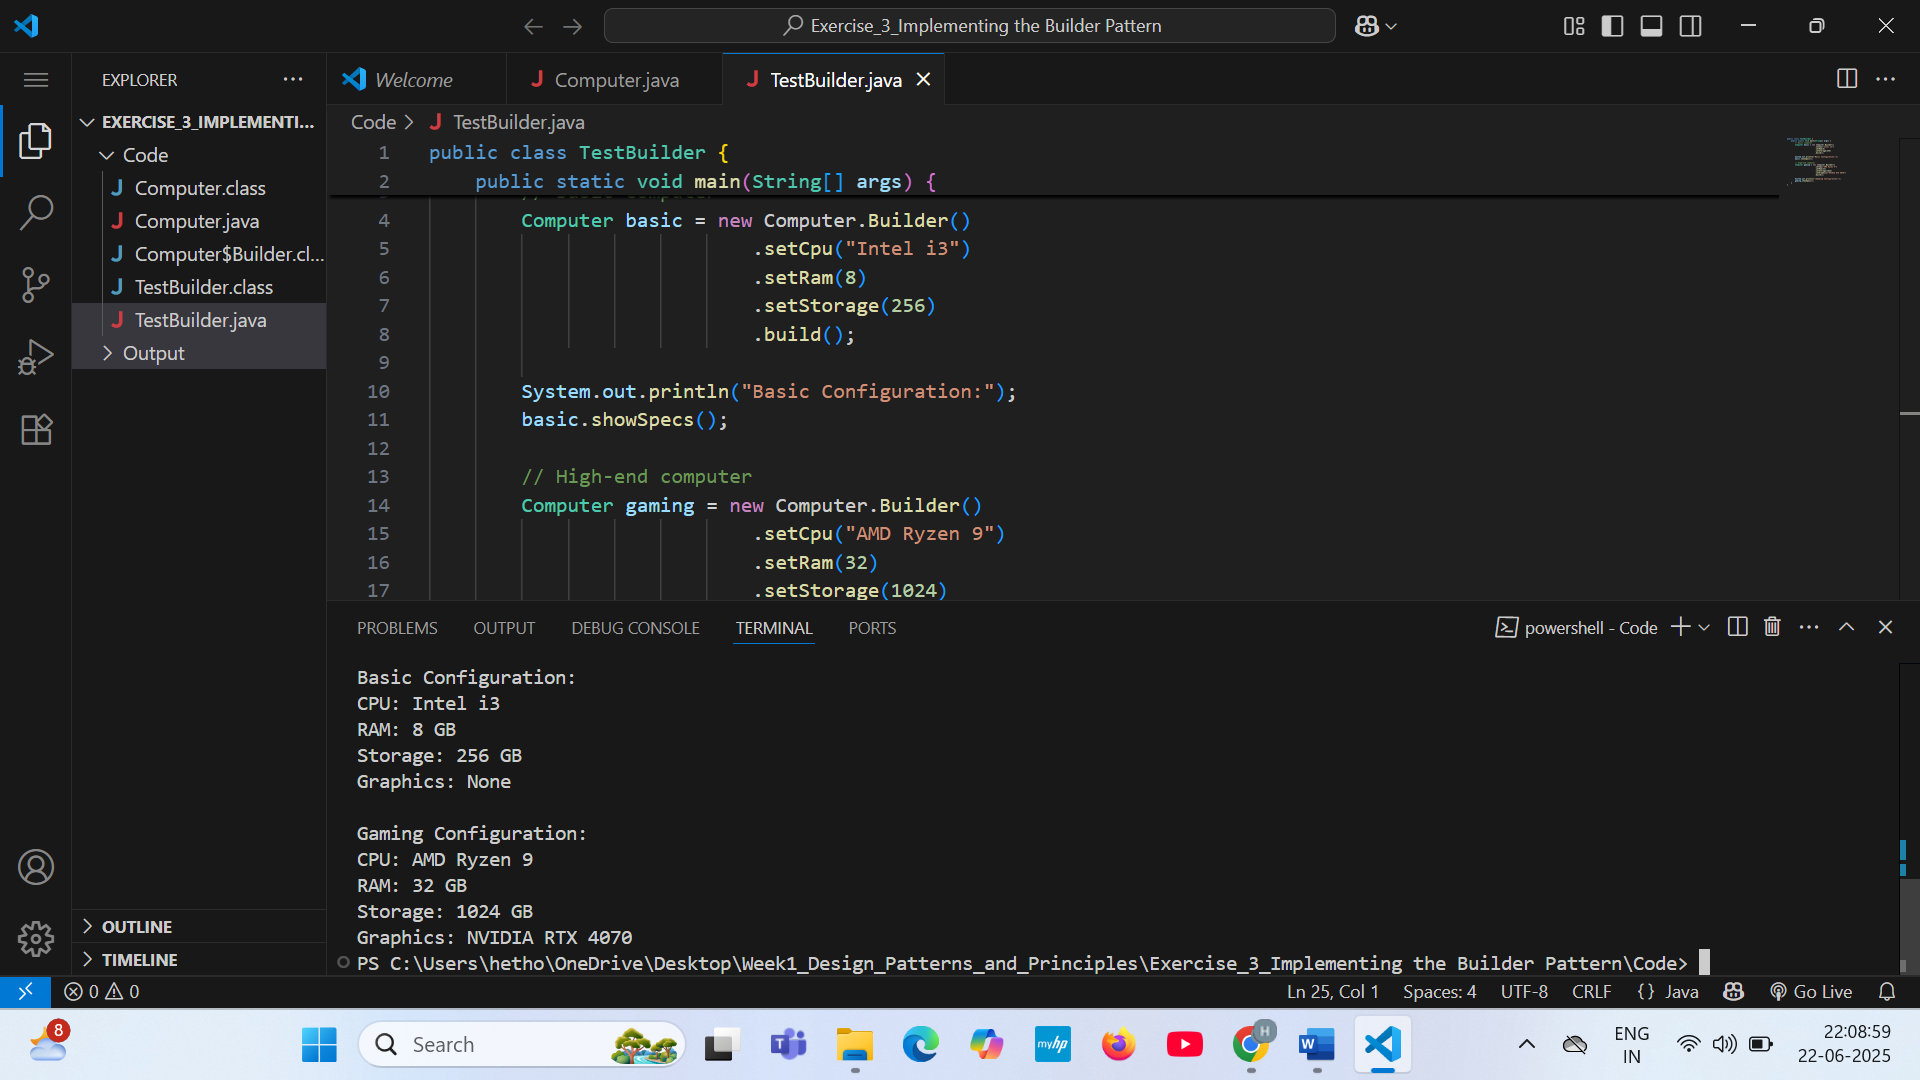 Exercise_3_Implementing the Builder Pattern
EXPLORER
EXERCISE_3_IMPLEMENTI...
Code
Computer.class
Computer.java
Computer$Builder.cl...
TestBuilder.class
TestBuilder.java
Output
OUTLINE
TIMELINE
Welcome
Computer.java
TestBuilder.java
Code > TestBuilder.java
1 public class TestBuilder {
2 public static void main(String[] args) {
4 Computer basic = new Computer.Builder()
5 .setCpu("Intel i3")
6 .setRam(8)
7 .setStorage(256)
8 .build();
9
10 System.out.println("Basic Configuration:");
11 basic.showSpecs();
12
13 // High-end computer
14 Computer gaming = new Computer.Builder()
15 .setCpu("AMD Ryzen 9")
16 .setRam(32)
17 .setStorage(1024)
PROBLEMS OUTPUT DEBUG CONSOLE TERMINAL PORTS
powershell - Code
Basic Configuration:
CPU: Intel i3
RAM: 8 GB
Storage: 256 GB
Graphics: None
Gaming Configuration:
CPU: AMD Ryzen 9
RAM: 32 GB
Storage: 1024 GB
Graphics: NVIDIA RTX 4070
PS C:\Users\hetho\OneDrive\Desktop\Week1_Design_Patterns_and_Principles\Exercise_3_Implementing the Builder Pattern\Code>
0 0
Ln 25, Col 1 Spaces: 4 UTF-8 CRLF {} Java Go Live
8
Search
myhp
H
W
ENG
IN
22:08:59
22-06-2025